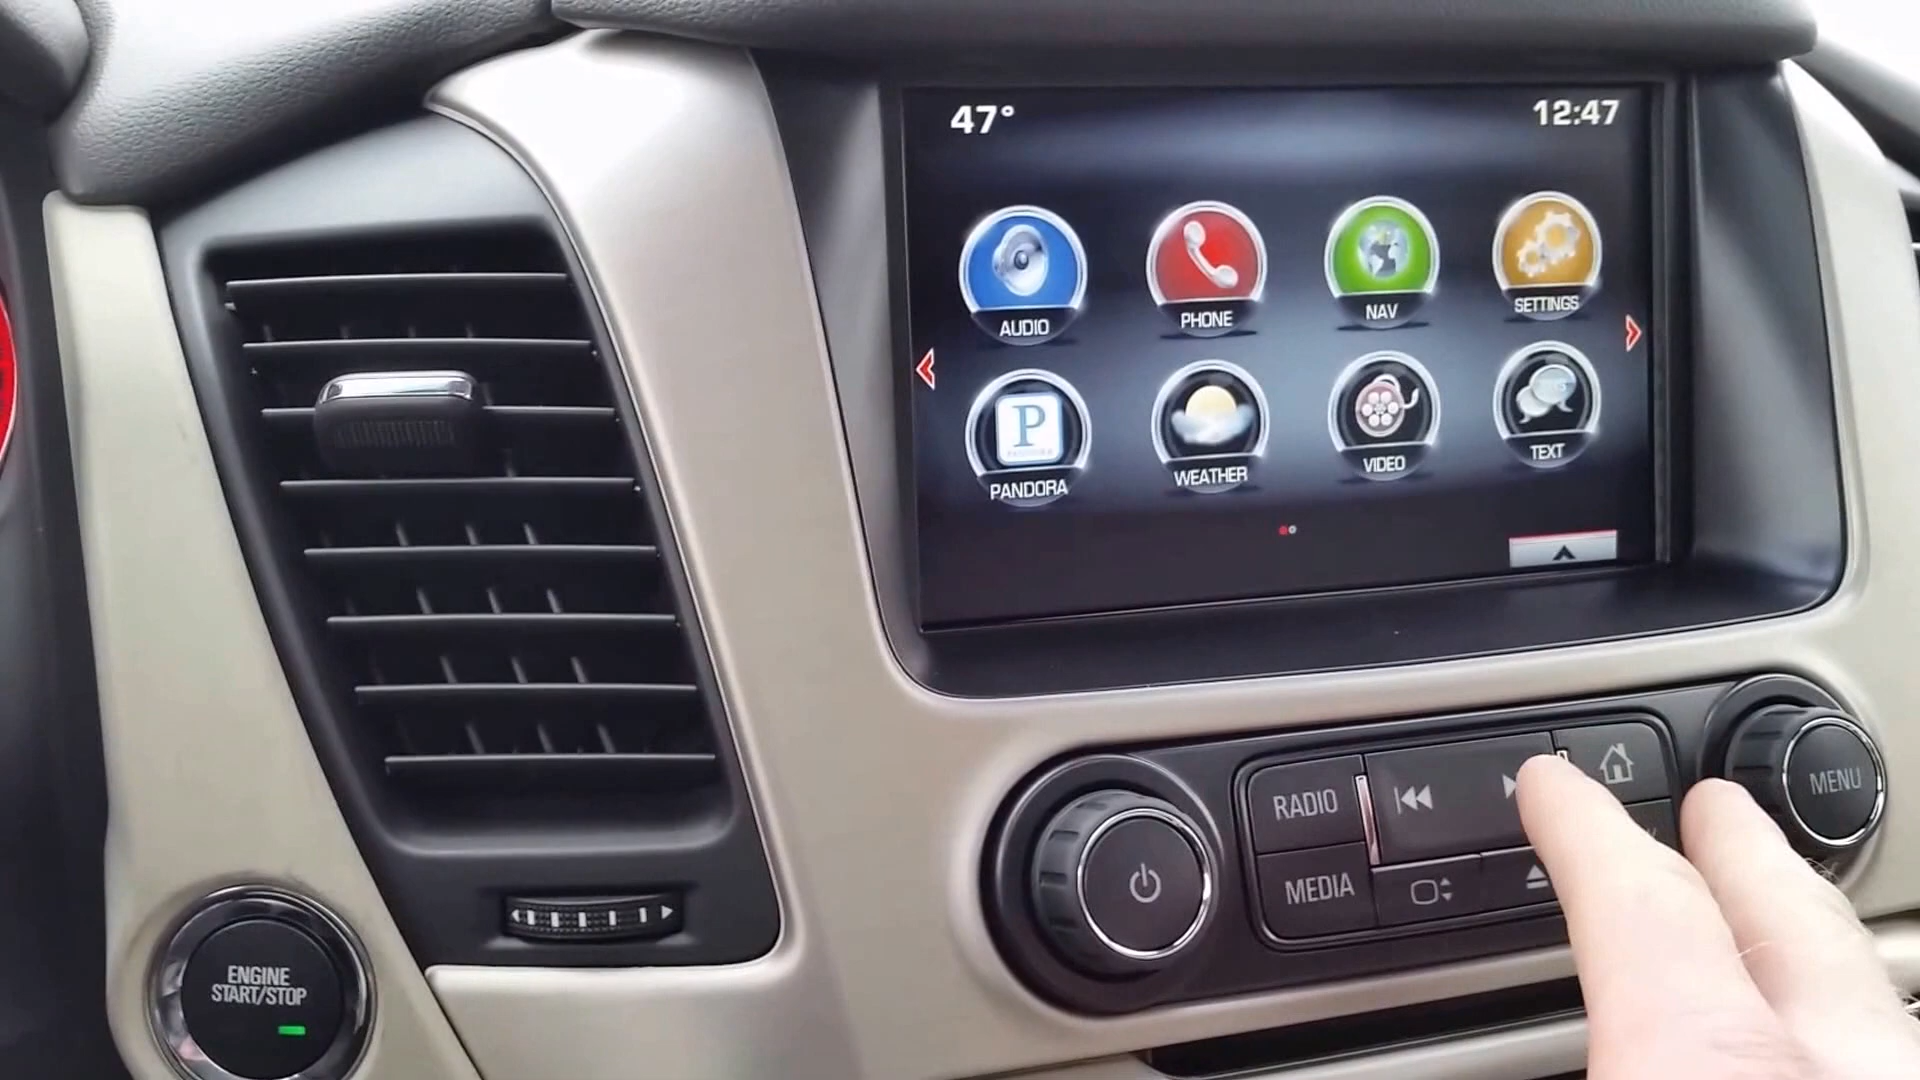 47°
12:47
AUDIO
PHONE
NAV
SETTINGS
P
PANDORA
WEATHER
VIDEO
TEXT
RADIO
MEDIA
MENU
ENGINE
START/STOP